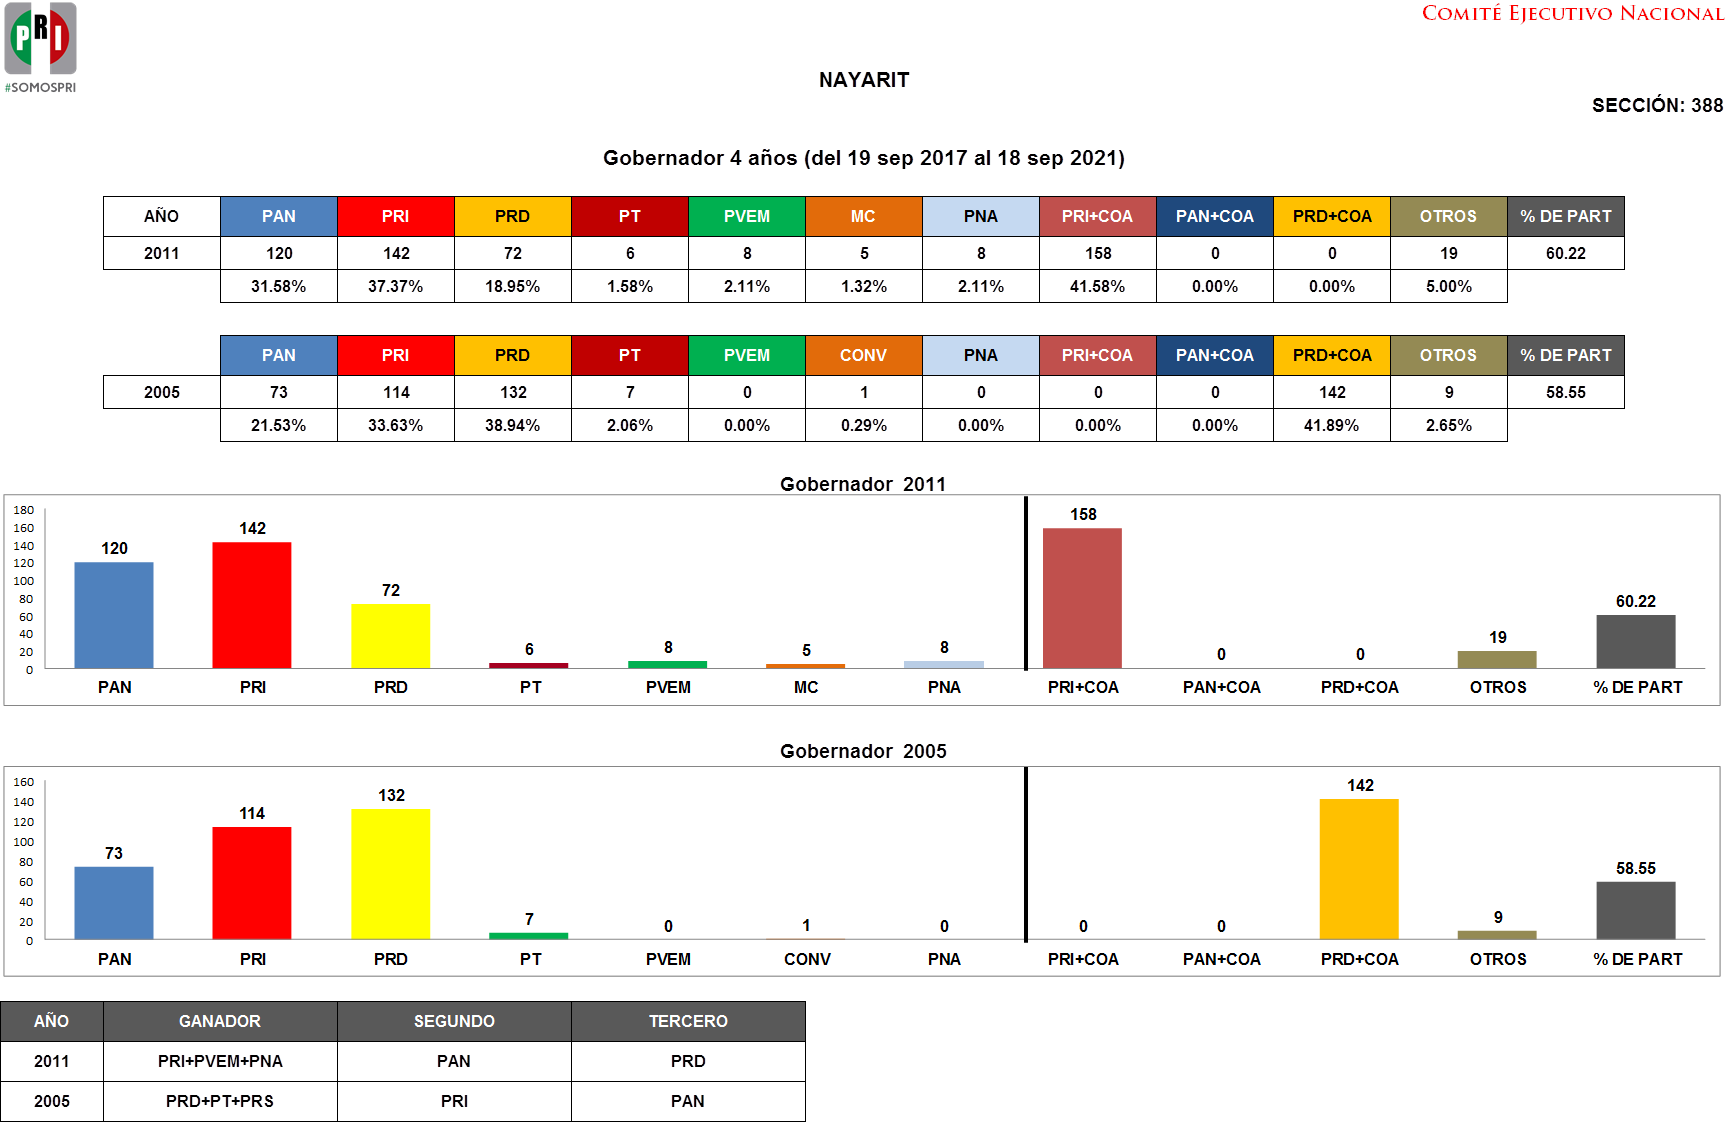 PRI
#SOMOSPRI
COMITÉ EJECUTIVO NACIONAL
NAYARIT
SECCIÓN: 388
Gobernador 4 años (del 19 sep 2017 al 18 sep 2021)
AÑO PAN PRI PRD PT PVEM MC PNA PRI+COA PAN+COA PRD+COA OTROS % DE PART
2011 120 142 72 6 8 5 8 158 0 0 19 60.22
31.58% 37.37% 18.95% 1.58% 2.11% 1.32% 2.11% 41.58% 0.00% 0.00% 5.00%
PAN PRI PRD PT PVEM CONV PNA PRI+COA PAN+COA PRD+COA OTROS % DE PART
2005 73 114 132 7 0 1 0 0 0 142 9 58.55
21.53% 33.63% 38.94% 2.06% 0.00% 0.29% 0.00% 0.00% 0.00% 41.89% 2.65%
Gobernador 2011
180
160
140
120
100
80
60
40
20
0
120 142 72 6 8 5 8 158 0 0 19 60.22
PAN PRI PRD PT PVEM MC PNA PRI+COA PAN+COA PRD+COA OTROS % DE PART
Gobernador 2005
160
140
120
100
80
60
40
20
0
73 114 132 7 0 1 0 0 0 142 9 58.55
PAN PRI PRD PT PVEM CONV PNA PRI+COA PAN+COA PRD+COA OTROS % DE PART
AÑO GANADOR SEGUNDO TERCERO
2011 PRI+PVEM+PNA PAN PRD
2005 PRD+PT+PRS PRI PAN